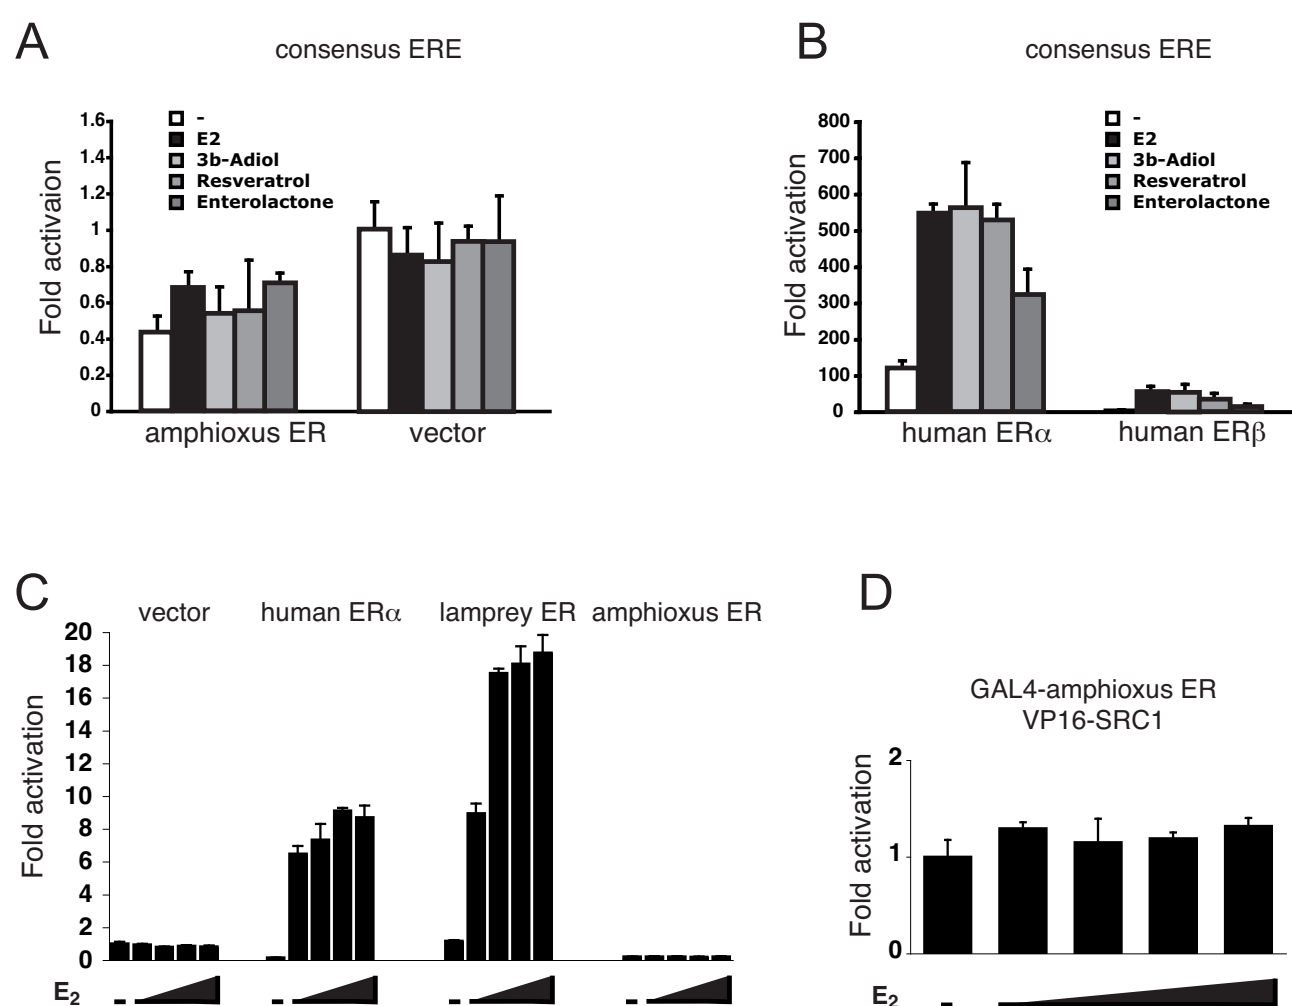 A
consensus ERE
1.6
1.4
1.2
1
0.8
0.6
0.4
0.2
0
Fold activaion
-
E2
3b-Adiol
Resveratrol
Enterolactone
amphioxus ER
vector
B
consensus ERE
800
700
600
500
400
300
200
100
0
Fold activation
-
E2
3b-Adiol
Resveratrol
Enterolactone
human ERα
human ERβ
C
vector
human ERα
lamprey ER
amphioxus ER
20
18
16
14
12
10
8
6
4
2
0
Fold activation
E2
-
-
-
-
D
GAL4-amphioxus ER
VP16-SRC1
2
1
0
Fold activation
E2
-